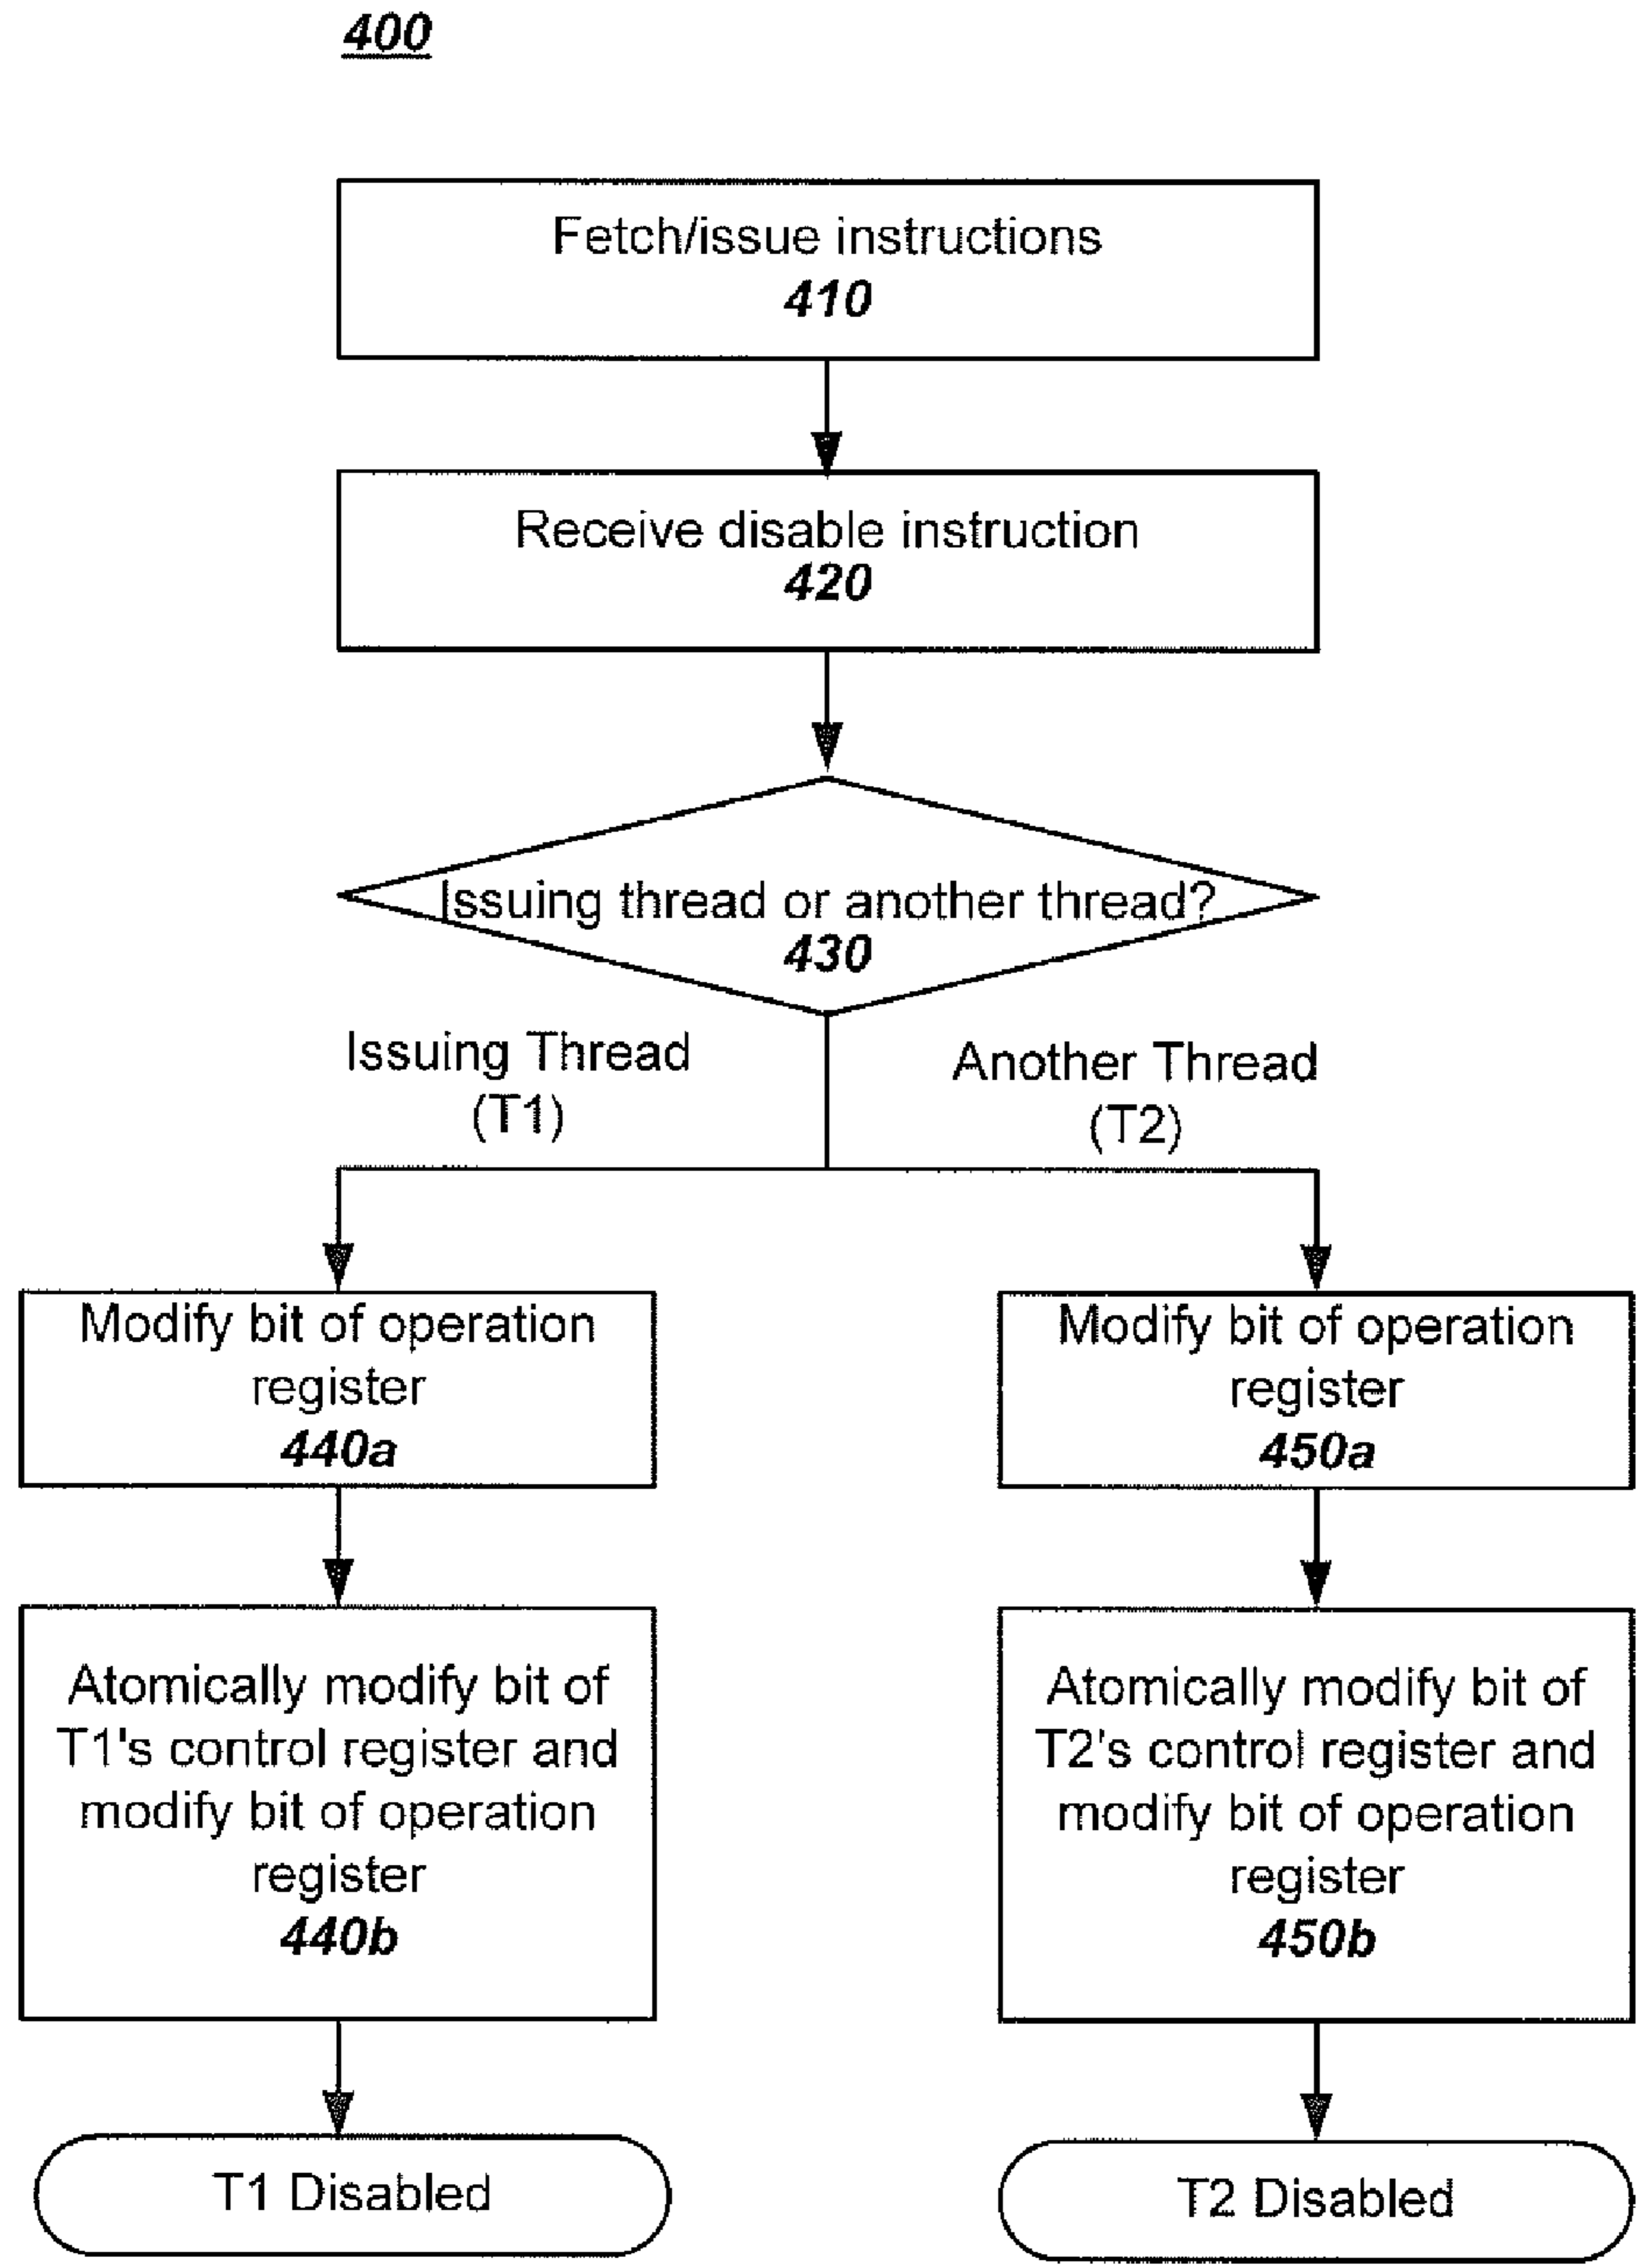 400
Fetch/issue instructions
410
Receive disable instruction
420
Issuing thread or another thread?
430
Issuing Thread
(T1)
Another Thread
(T2)
Modify bit of operation
register
440a
Modify bit of operation
register
450a
Atomically modify bit of
T1's control register and
modify bit of operation
register
440b
Atomically modify bit of
T2's control register and
modify bit of operation
register
450b
T1 Disabled
T2 Disabled